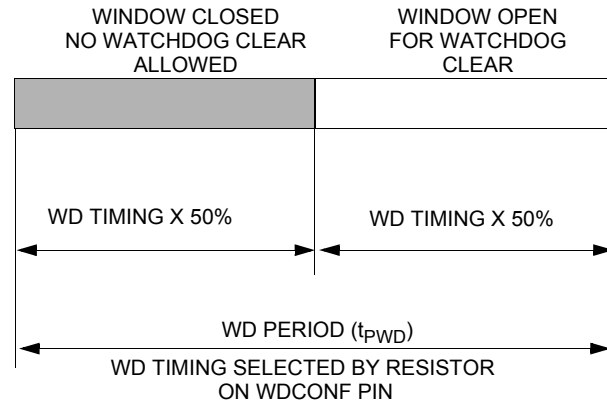 WINDOW CLOSED
NO WATCHDOG CLEAR
ALLOWED
WINDOW OPEN
FOR WATCHDOG
CLEAR
WD TIMING X 50%
WD TIMING X 50%
WD PERIOD (tPWD)
WD TIMING SELECTED BY RESISTOR
ON WDCONF PIN